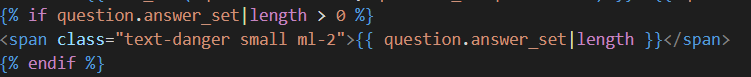 {% if question.answer_set|length > 0 %}
<span class="text-danger small ml-2">{{ question.answer_set|length }}</span>
{% endif %}